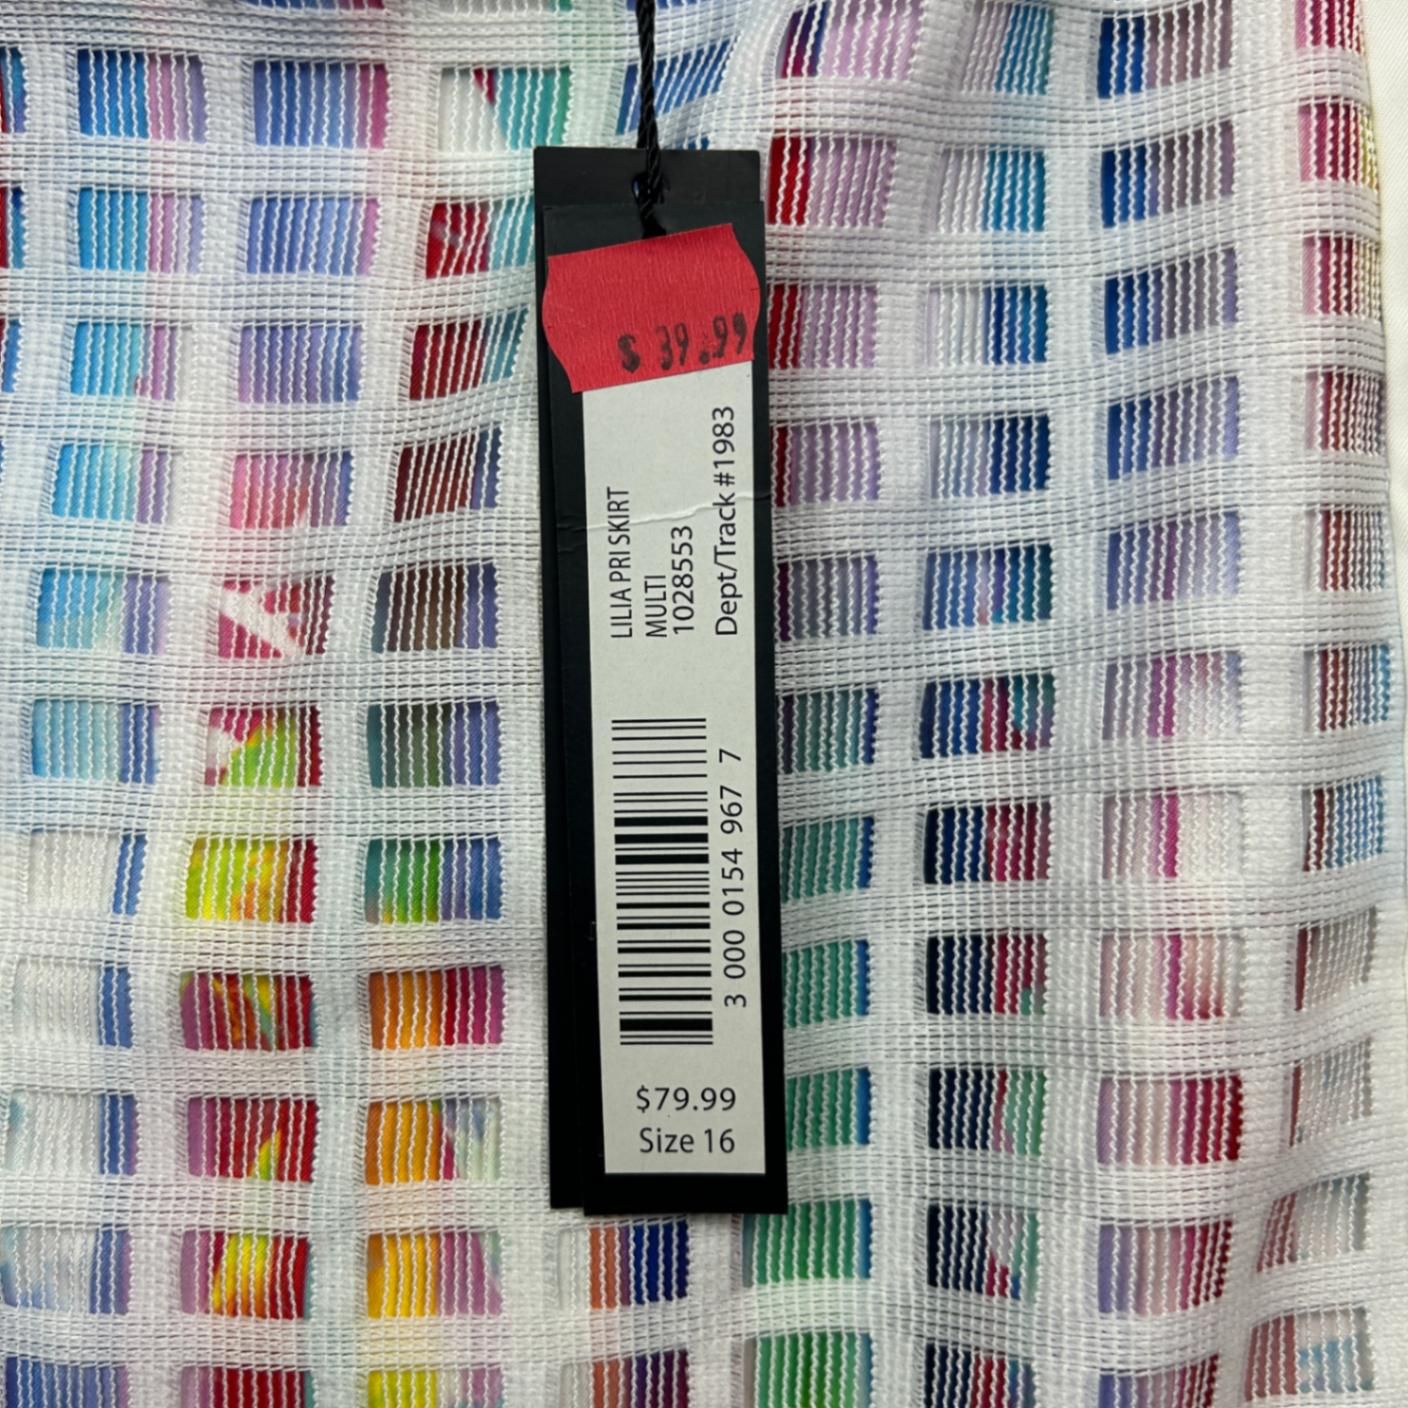 $ 39.99
LILIA PRI SKIRT
MULTI
1028553
Dept/Track #1983
3 000 0154 967 7
$79.99
Size 16